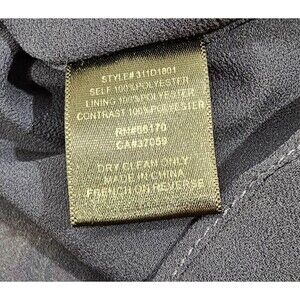 STYLE# 311D1801
SELF 100%POLYESTER
LINING 100%POLYESTER
CONTRAST 100%POLYESTER
RN#66170
CA#37059
DRY CLEAN ONLY
MADE IN CHINA
FRENCH ON REVERSE